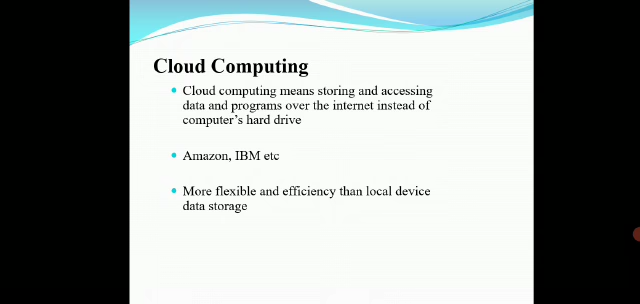 Cloud Computing
Cloud computing means storing and accessing
data and programs over the internet instead of
computer's hard drive
Amazon, IBM etc
More flexible and efficiency than local device
data storage